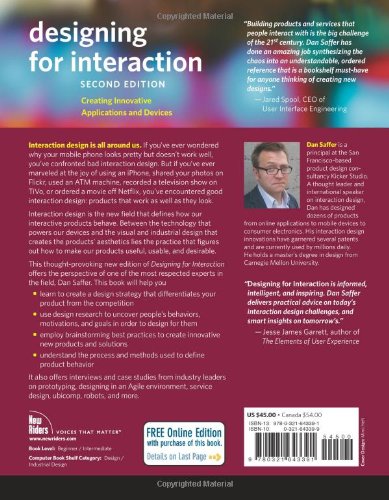 Copyrighted Material
designing
for interaction
SECOND EDITION
Creating Innovative
Applications and Devices
"Building products and services that
people interact with is the big challenge
of the 21st century. Dan Saffer has
done an amazing job synthesizing the
chaos into an understandable, ordered
reference that is a bookshelf must-have
for anyone thinking of creating new
designs."
— Jared Spool, CEO of
User Interface Engineering
Interaction design is all around us. If you've ever wondered
why your mobile phone looks pretty but doesn't work well,
you've confronted bad interaction design. But if you've ever
marveled at the joy of using an iPhone, shared your photos on
Flickr, used an ATM machine, recorded a television show on
TiVo, or ordered a movie off Netflix, you've encountered good
interaction design: products that work as well as they look.
Interaction design is the new field that defines how our
interactive products behave. Between the technology that
powers our devices and the visual and industrial design that
creates the products' aesthetics lies the practice that figures
out how to make our products useful, usable, and desirable.
This thought-provoking new edition of Designing for Interaction
offers the perspective of one of the most respected experts in
the field, Dan Saffer. This book will help you
learn to create a design strategy that differentiates your
product from the competition
use design research to uncover people's behaviors,
motivations, and goals in order to design for them
employ brainstorming best practices to create innovative
new products and solutions
understand the process and methods used to define
product behavior
It also offers interviews and case studies from industry leaders
on prototyping, designing in an Agile environment, service
design, ubicomp, robots, and more.
Dan Saffer is a
principal at the San
Francisco-based
product design con-
sultancy Kicker Studio.
A thought leader and
international speaker
on interaction design,
Dan has designed
dozens of products
from online applications to mobile devices to
consumer electronics. His interaction design
innovations have garnered several patents
and are currently used by millions daily.
He holds a master's degree in design from
Carnegie Mellon University.
"Designing for Interaction is informed,
intelligent, and inspiring. Dan Saffer
delivers practical advice on today's
interaction design challenges, and
smart insights on tomorrow's."
— Jesse James Garrett, author of
The Elements of User Experience
New
Riders
VOICES THAT MATTER™
www.newriders.com
Book Level: Beginner / Intermediate
Computer Book Shelf Category: Design /
Industrial Design
FREE Online Edition
with purchase of this book.
Details on Last Page
US $45.00 • Canada $54.00
ISBN-13 978-0-321-64339-1
ISBN-10 0-321-64339-9
54500
9 780321 643391
Copyrighted Material